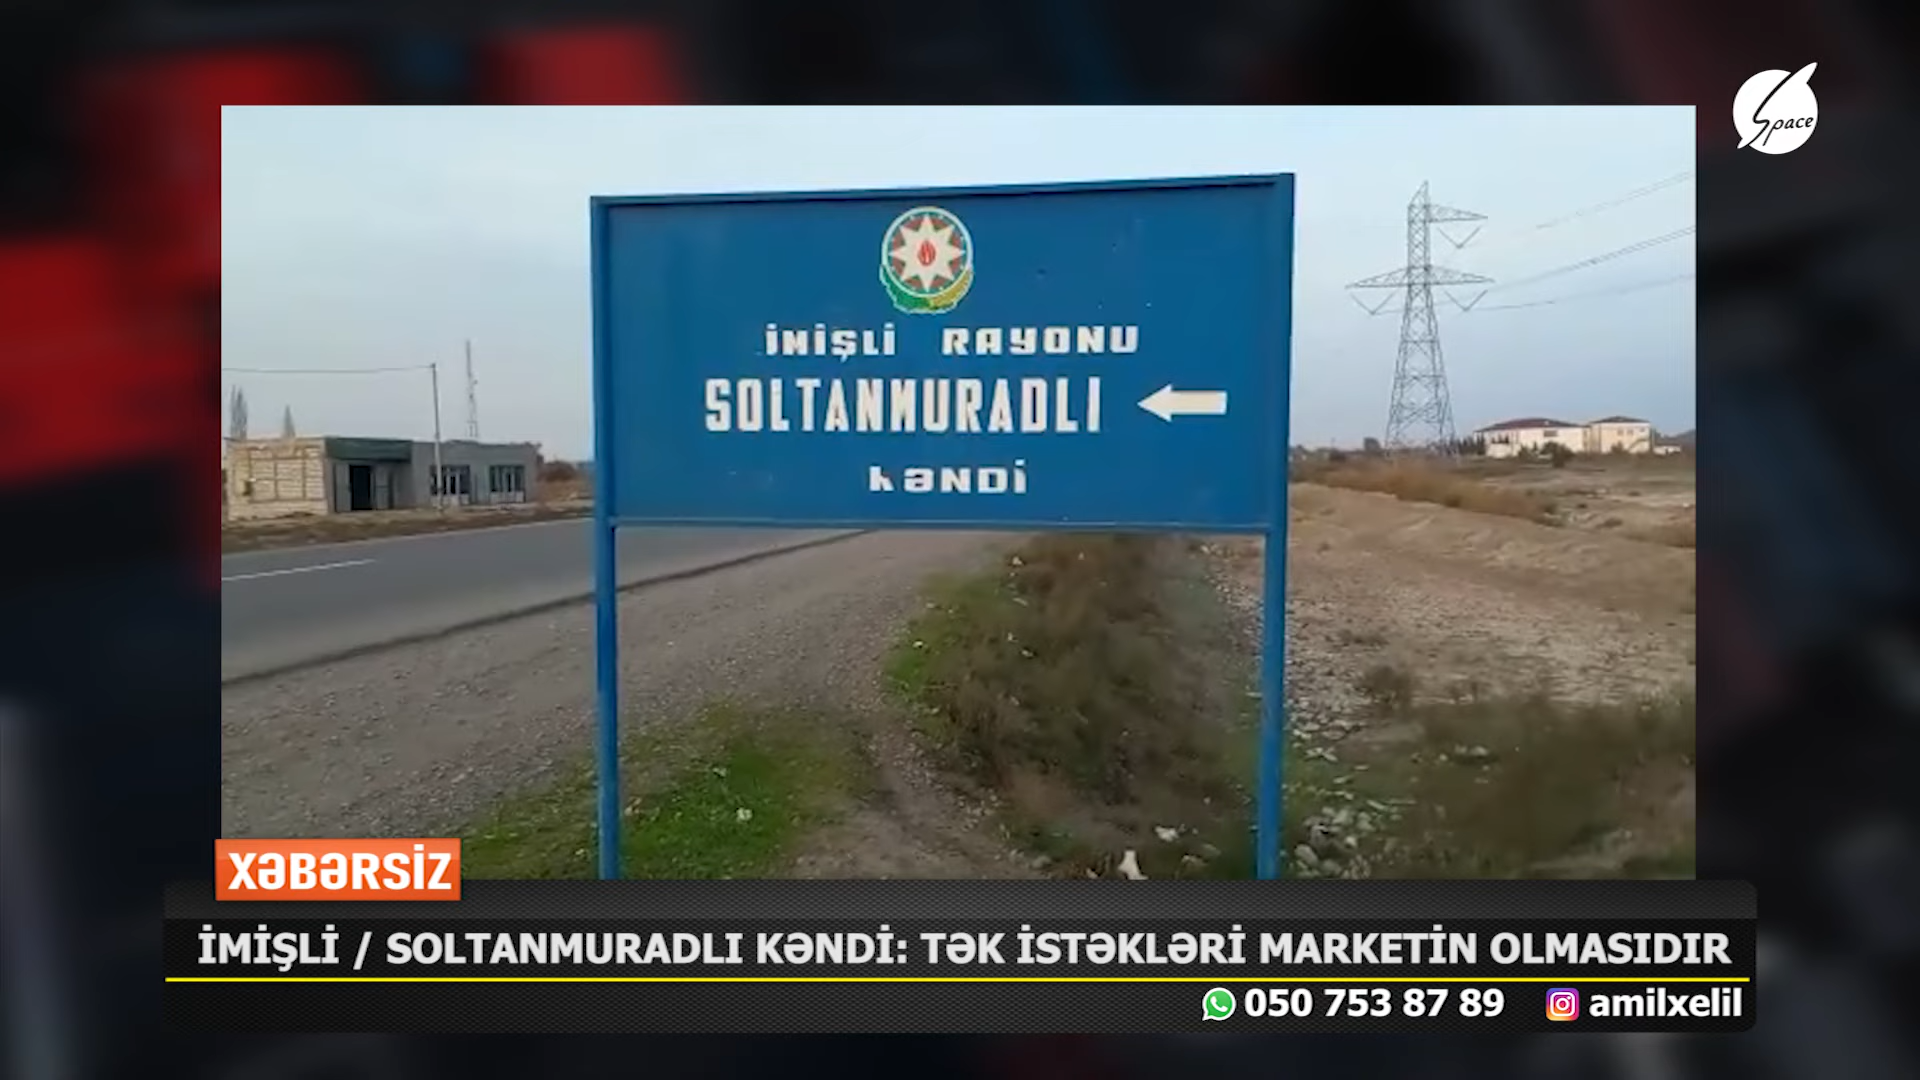 Space
İMİŞLİ RAYONU
SOLTANMURADLI
KƏNDİ
XƏBƏRSİZ
İMİŞLİ / SOLTANMURADLI KƏNDİ: TƏK İSTƏKLƏRİ MARKETİN OLMASIDIR
050 753 87 89 amilxelil